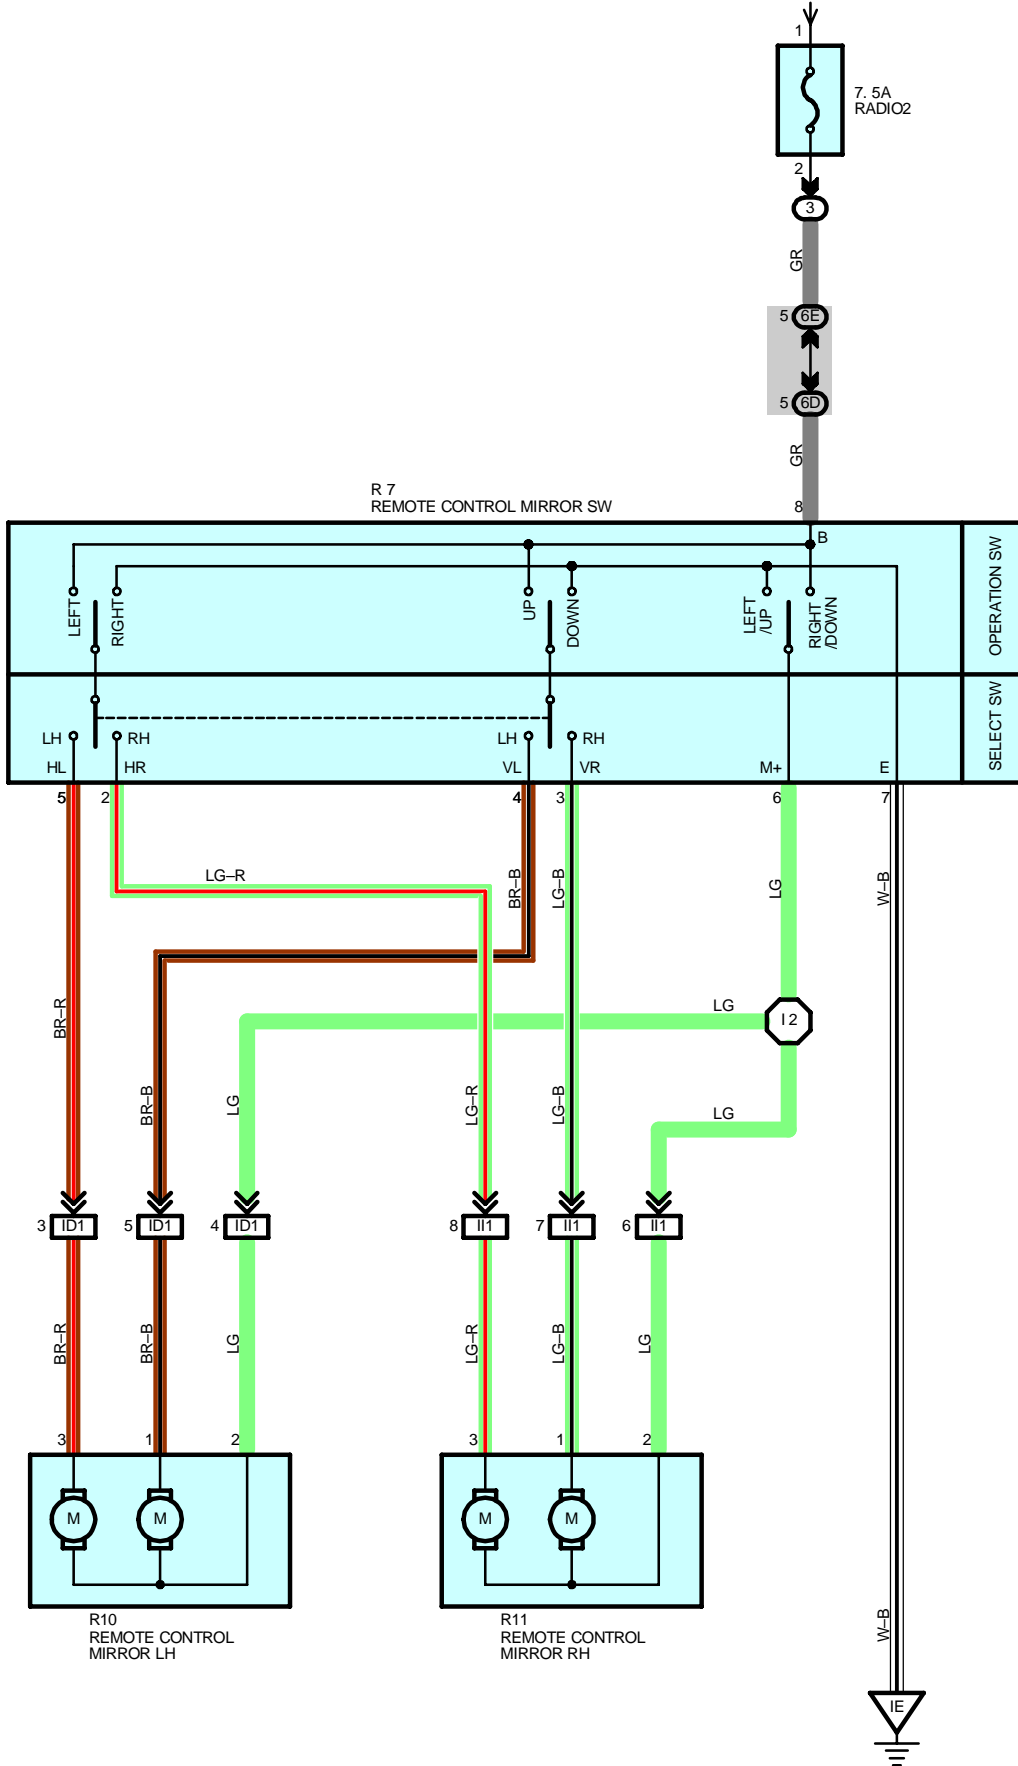 1
7. 5A
RADIO2
2
3
GR
5 6E
5 6D
GR
R 7
REMOTE CONTROL MIRROR SW
8
B
LEFT
RIGHT
UP
DOWN
LEFT
/UP
RIGHT
/DOWN
OPERATION SW
LH
RH
LH
RH
SELECT SW
HL
HR
VL
VR
M+
E
5
2
4
3
6
7
LG–R
BR–B
LG–B
LG
W–B
BR–R
LG
I 2
BR–B
LG
LG–R
LG–B
LG
3 ID1
5 ID1
4 ID1
8 II1
7 II1
6 II1
BR–R
BR–B
LG
LG–R
LG–B
LG
3
1
2
3
1
2
M
M
M
M
R10
REMOTE CONTROL
MIRROR LH
R11
REMOTE CONTROL
MIRROR RH
W–B
IE